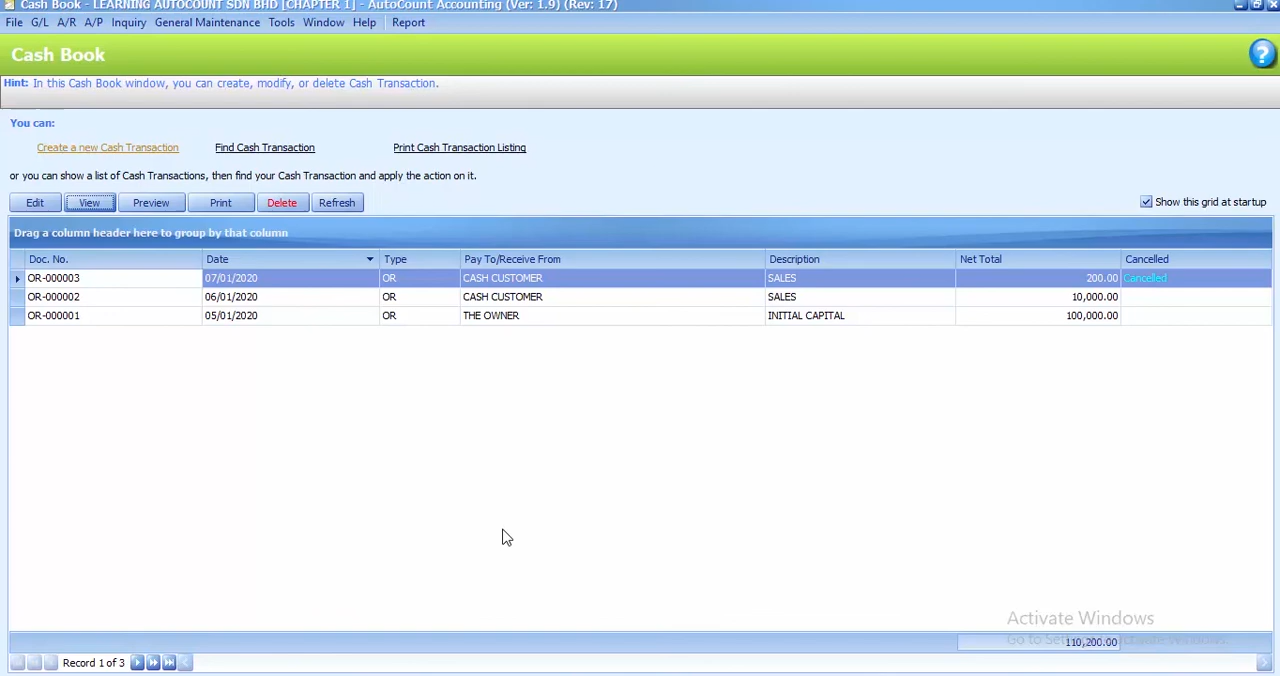 Cash Book - LEARNING AUTOCOUNT SDN BHD [CHAPTER 1] - AutoCount Accounting (Ver: 1.9) (Rev: 17)
File G/L A/R A/P Inquiry General Maintenance Tools Window Help Report
Cash Book
?
Hint: In this Cash Book window, you can create, modify, or delete Cash Transaction.
You can:
Create a new Cash Transaction Find Cash Transaction Print Cash Transaction Listing
or you can show a list of Cash Transactions, then find your Cash Transaction and apply the action on it.
Edit View Preview Print Delete Refresh Show this grid at startup
Drag a column header here to group by that column
Doc. No. Date Type Pay To/Receive From Description Net Total Cancelled
OR-000003 07/01/2020 OR CASH CUSTOMER SALES 200.00 Cancelled
OR-000002 06/01/2020 OR CASH CUSTOMER SALES 10,000.00
OR-000001 05/01/2020 OR THE OWNER INITIAL CAPITAL 100,000.00
Activate Windows
Go to 110,200.00 Windows.
Record 1 of 3